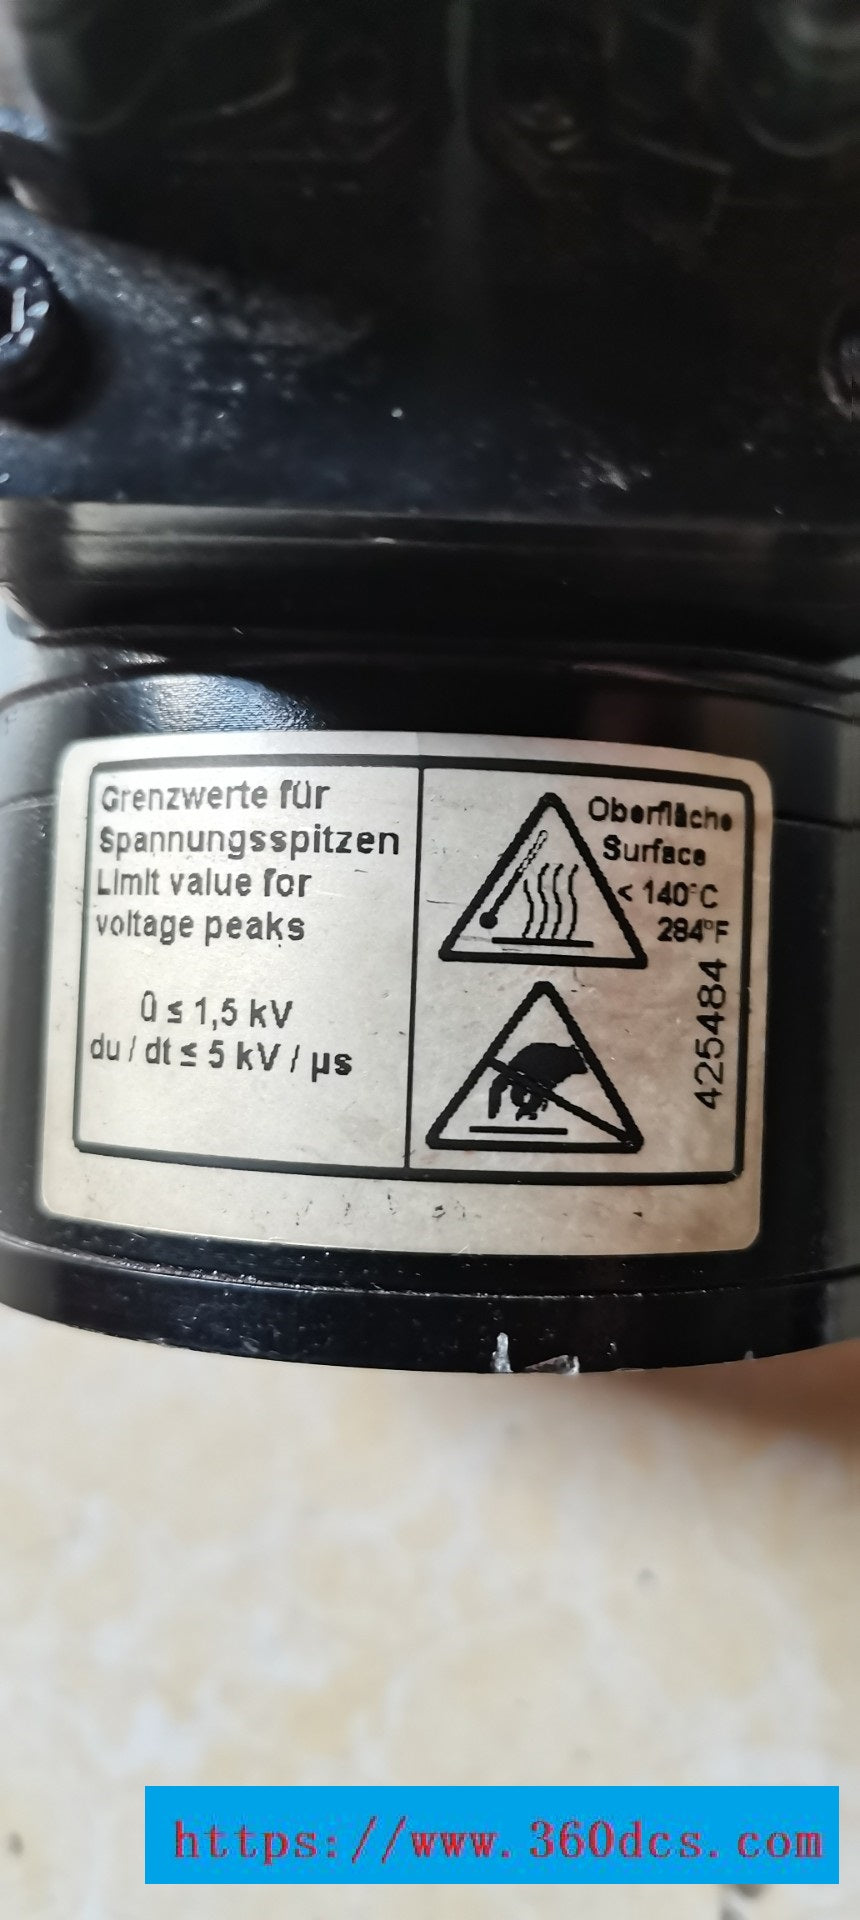 Grenzwerte für
Spannungsspitzen
Limit value for
voltage peaks
Û ≤ 1,5 kV
du / dt ≤ 5 kV / µs
Oberfläche
Surface
< 140°C
284°F
425484
https://www.360dcs.com